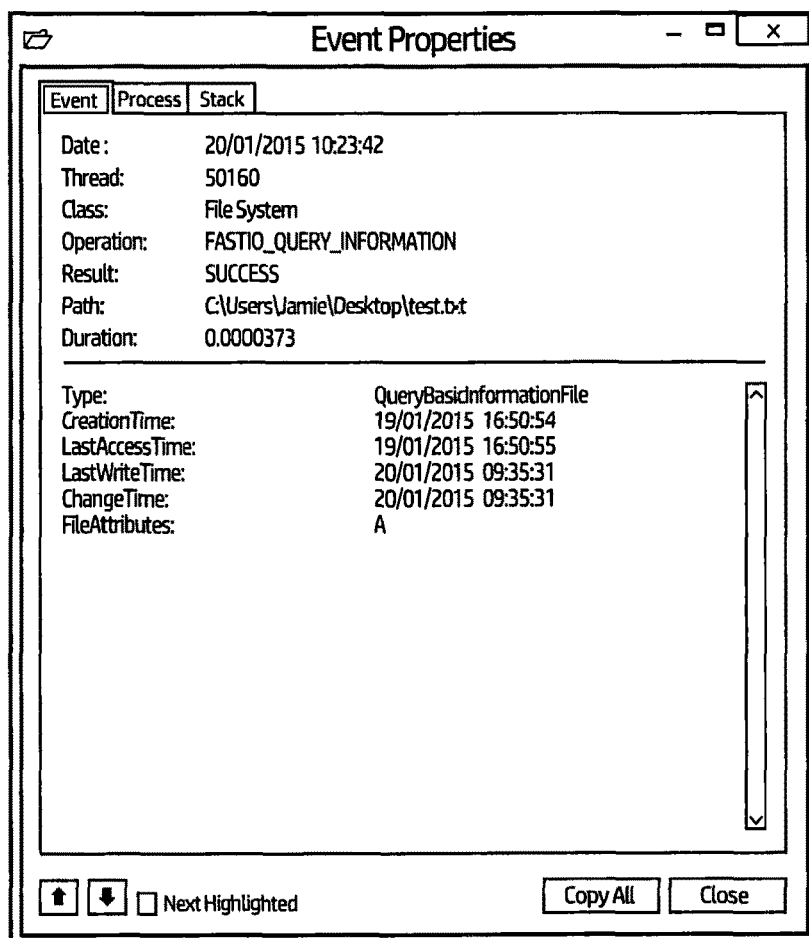 Event Properties
Event Process Stack
Date: 20/01/2015 10:23:42
Thread: 50160
Class: File System
Operation: FASTIO_QUERY_INFORMATION
Result: SUCCESS
Path: C:\Users\Jamie\Desktop\test.txt
Duration: 0.0000373
Type: QueryBasicInformationFile
CreationTime: 19/01/2015 16:50:54
LastAccessTime: 19/01/2015 16:50:55
LastWriteTime: 20/01/2015 09:35:31
ChangeTime: 20/01/2015 09:35:31
FileAttributes: A
Next Highlighted Copy All Close